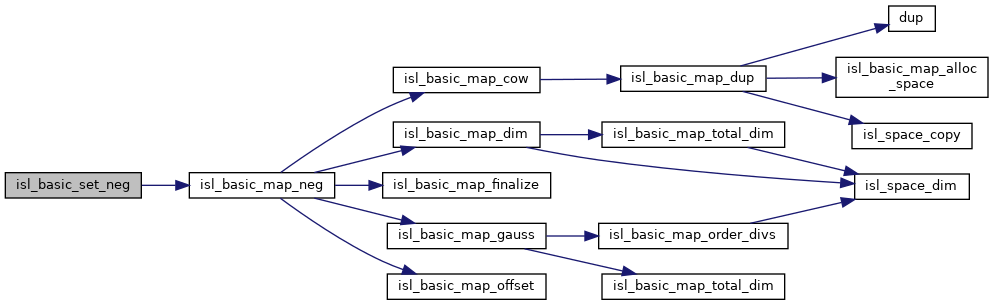 isl_basic_set_neg
isl_basic_map_neg
isl_basic_map_cow
isl_basic_map_dim
isl_basic_map_finalize
isl_basic_map_gauss
isl_basic_map_offset
isl_basic_map_dup
isl_basic_map_total_dim
isl_basic_map_order_divs
isl_basic_map_total_dim
dup
isl_basic_map_alloc
_space
isl_space_copy
isl_space_dim